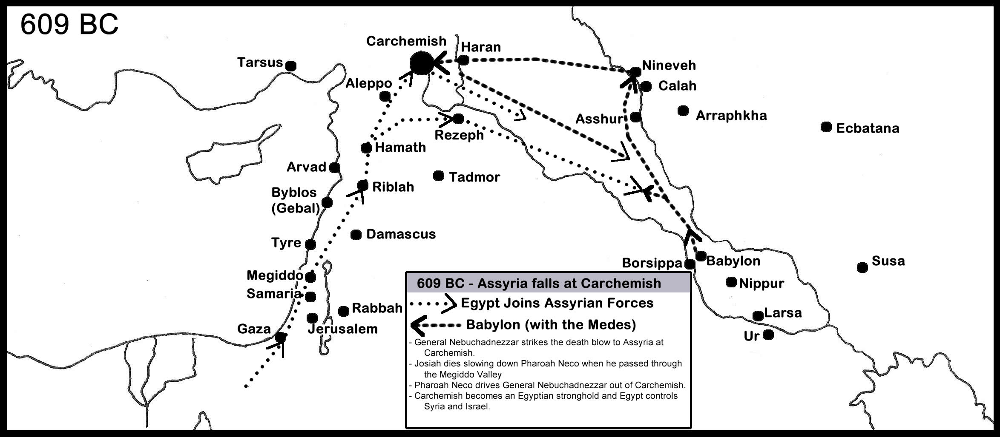 609 BC
Carchemish
Haran
Tarsus
Nineveh
Aleppo
Calah
Asshur
Arraphkha
Ecbatana
Rezeph
Hamath
Arvad
Tadmor
Riblah
Byblos
(Gebal)
Damascus
Tyre
Borsippa
Babylon
Susa
Megiddo
Samaria
Nippur
Rabbah
Larsa
Gaza
Jerusalem
Ur
609 BC - Assyria falls at Carchemish
Egypt Joins Assyrian Forces
Babylon (with the Medes)
- General Nebuchadnezzar strikes the death blow to Assyria at
Carchemish.
- Josiah dies slowing down Pharoah Neco when he passed through
the Megiddo Valley
- Pharoah Neco drives General Nebuchadnezzar out of Carchemish.
- Carchemish becomes an Egyptian stronghold and Egypt controls
Syria and Israel.